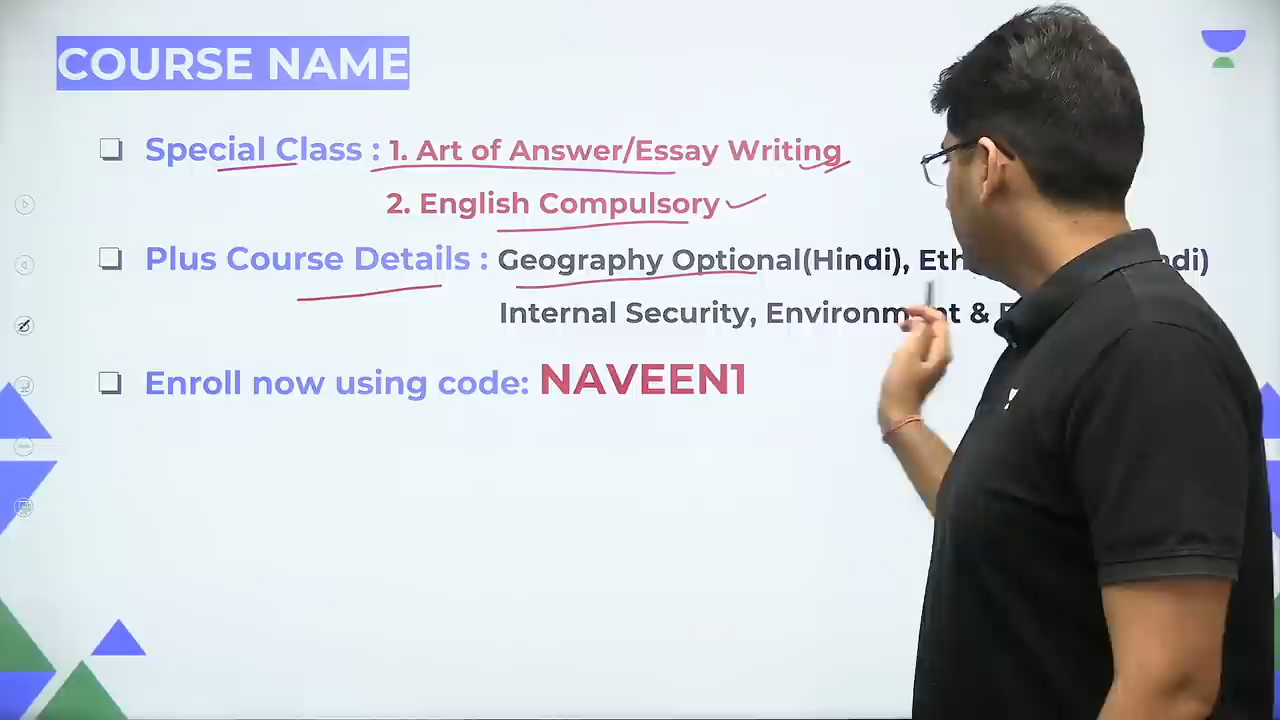 COURSE NAME
Special Class : 1. Art of Answer/Essay Writing
2. English Compulsory
Plus Course Details : Geography Optional(Hindi),
Internal Security, Environment &
Enroll now using code: NAVEEN1